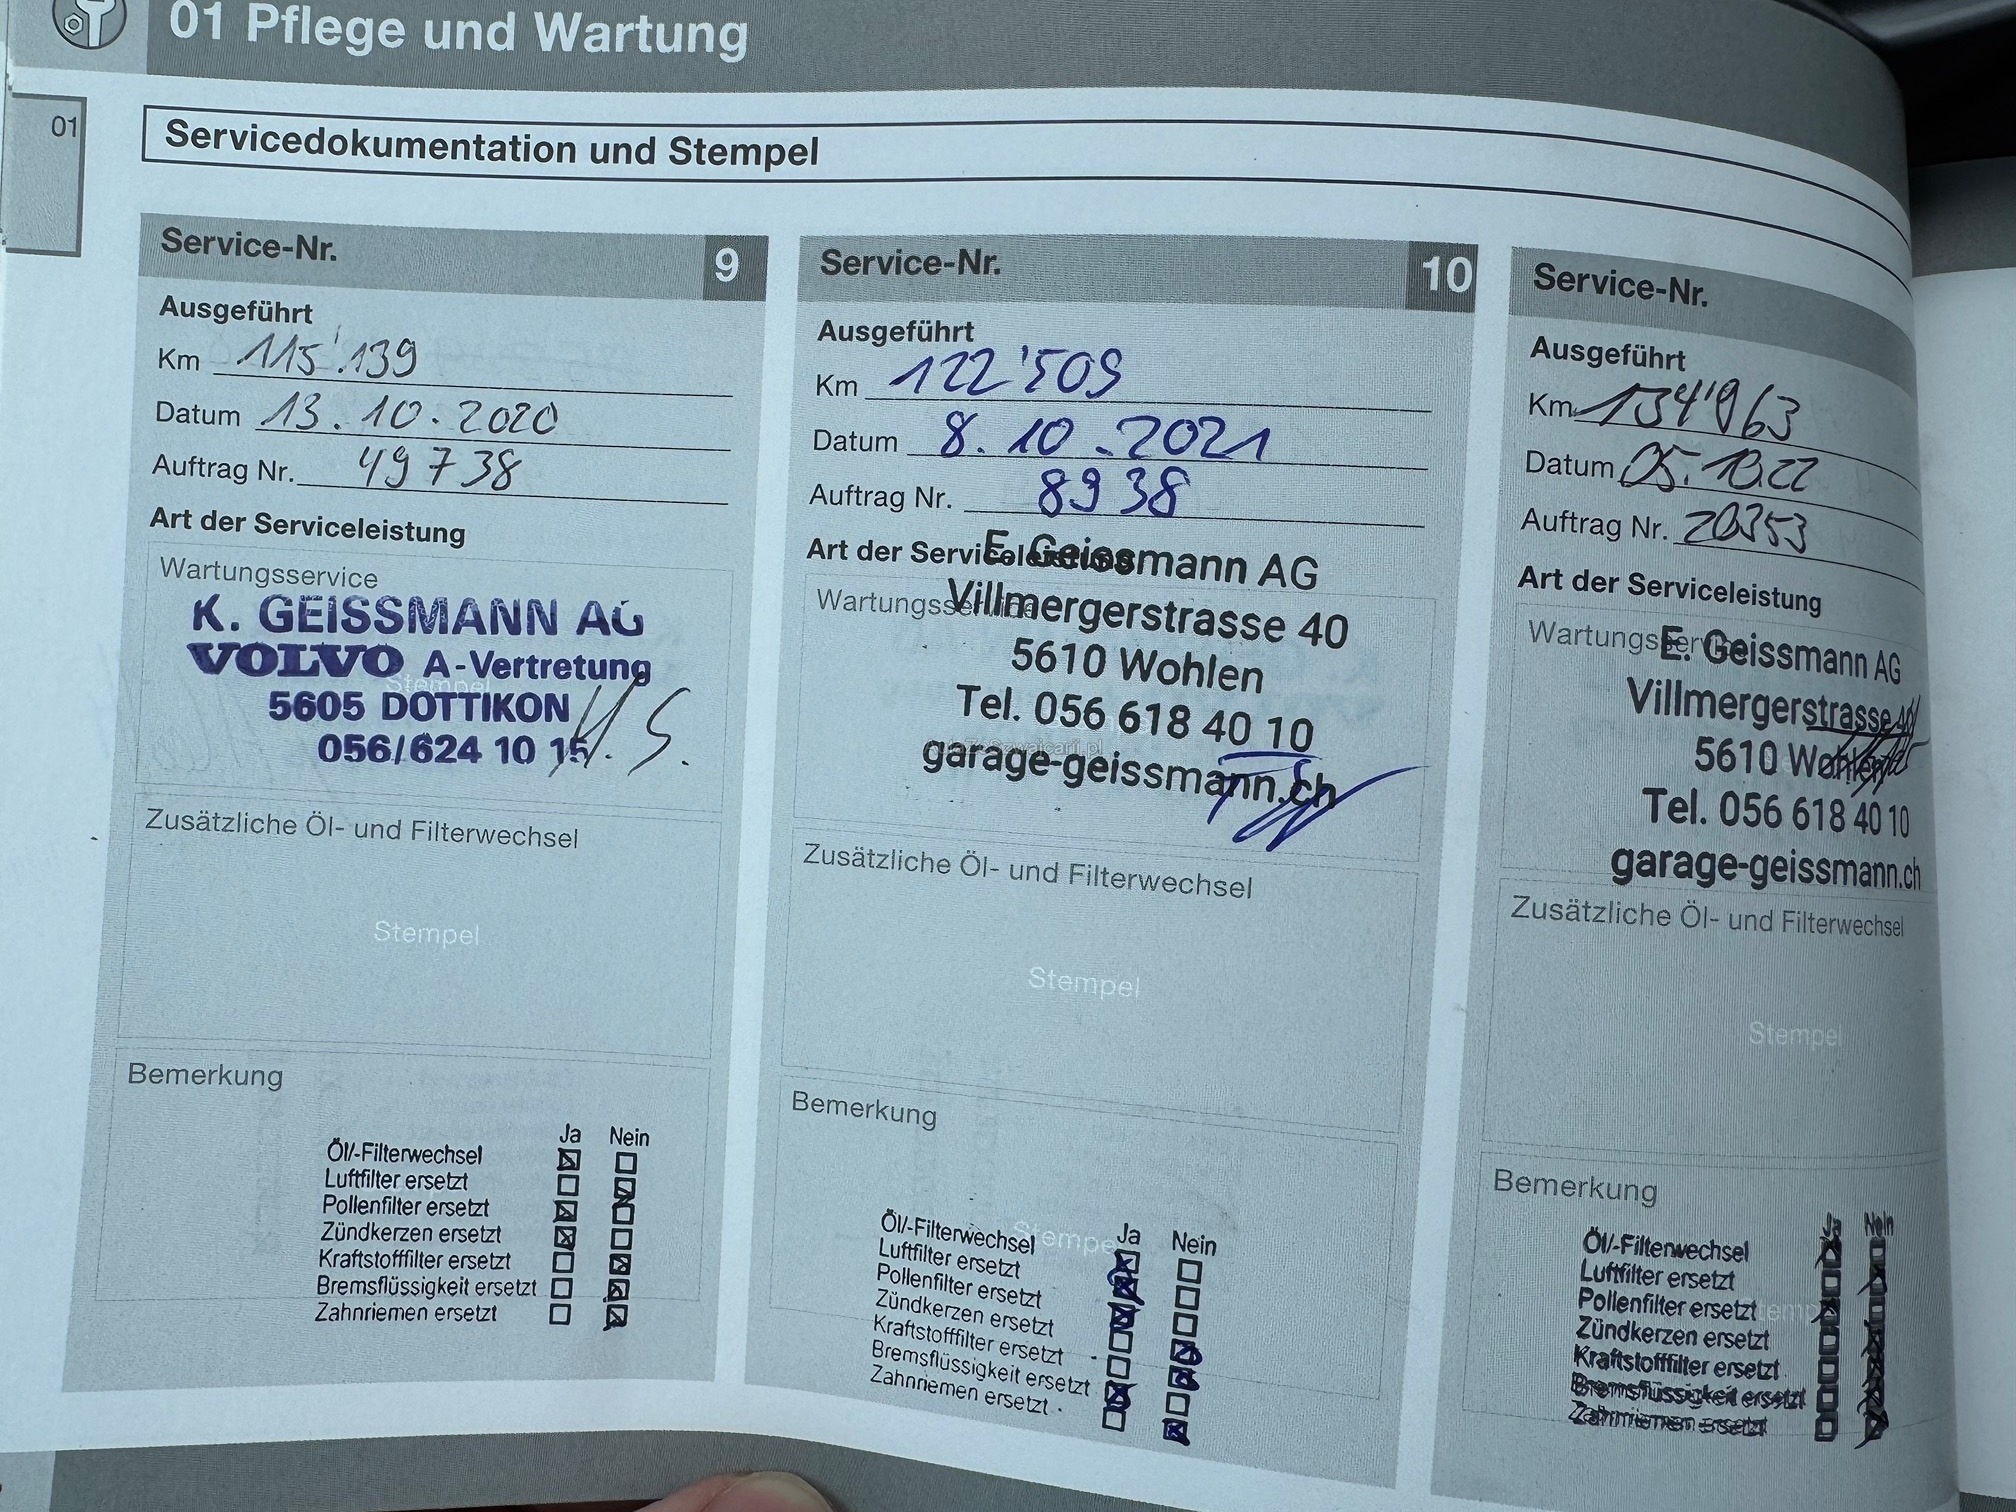 01 Pflege und Wartung
01
Servicedokumentation und Stempel
Service-Nr. 9
Ausgeführt
Km 115'139
Datum 13.10.2020
Auftrag Nr. 49738
Art der Serviceleistung
Wartungsservice
Stempel
K. GEISSMANN AG
VOLVO A-Vertretung
5605 DOTTIKON
056/624 10 15
Zusätzliche Öl- und Filterwechsel
Stempel
Bemerkung
Ja Nein
Öl/-Filterwechsel
Luftfilter ersetzt
Pollenfilter ersetzt
Zündkerzen ersetzt
Kraftstofffilter ersetzt
Bremsflüssigkeit ersetzt
Zahnriemen ersetzt
Service-Nr. 10
Ausgeführt
Km 122'509
Datum 8.10.2021
Auftrag Nr. 8938
Art der Serviceleistung
Wartungsservice
E. Geissmann AG
Villmergerstrasse 40
5610 Wohlen
Tel. 056 618 40 10
garage-geissmann.ch
Zusätzliche Öl- und Filterwechsel
Stempel
Bemerkung
Stempel
Ja Nein
Öl/-Filterwechsel
Luftfilter ersetzt
Pollenfilter ersetzt
Zündkerzen ersetzt
Kraftstofffilter ersetzt
Bremsflüssigkeit ersetzt
Zahnriemen ersetzt
Service-Nr.
Ausgeführt
Km 134'963
Datum 05.10.22
Auftrag Nr. 20353
Art der Serviceleistung
Wartungsservice
E. Geissmann AG
Villmergerstrasse 40
5610 Wohlen
Tel. 056 618 40 10
garage-geissmann.ch
Zusätzliche Öl- und Filterwechsel
Stempel
Bemerkung
Ja Nein
Öl/-Filterwechsel
Luftfilter ersetzt
Pollenfilter ersetzt
Zündkerzen ersetzt
Kraftstofffilter ersetzt
Bremsflüssigkeit ersetzt
Zahnriemen ersetzt